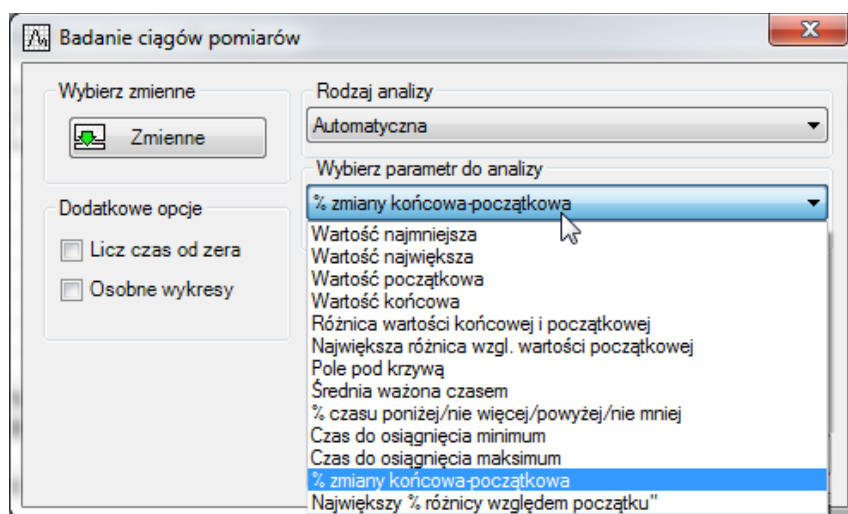 Badanie ciągów pomiarów
Wybierz zmienne
Zmienne
Dodatkowe opcje
Licz czas od zera
Osobne wykresy
Rodzaj analizy
Automatyczna
Wybierz parametr do analizy
% zmiany końcowa-początkowa
Wartość najmniejsza
Wartość największa
Wartość początkowa
Wartość końcowa
Różnica wartości końcowej i początkowej
Największa różnica wzgl. wartości początkowej
Pole pod krzywą
Średnia ważona czasem
% czasu poniżej/nie więcej/powyżej/nie mniej
Czas do osiągnięcia minimum
Czas do osiągnięcia maksimum
% zmiany końcowa-początkowa
Największy % różnicy względem początku"